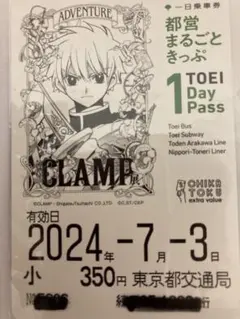 ADVENTURE
一日乗車券
都営
まるごと
きっぷ
1 TOEI
Day
Pass
Toei Bus
Toei Subway
Toden Arakawa Line
Nippori-Toneri Liner
CLAMP
CHIKA
TOKU
extra value
有効日
2024年-7月-3日
小 350円 東京都交通局